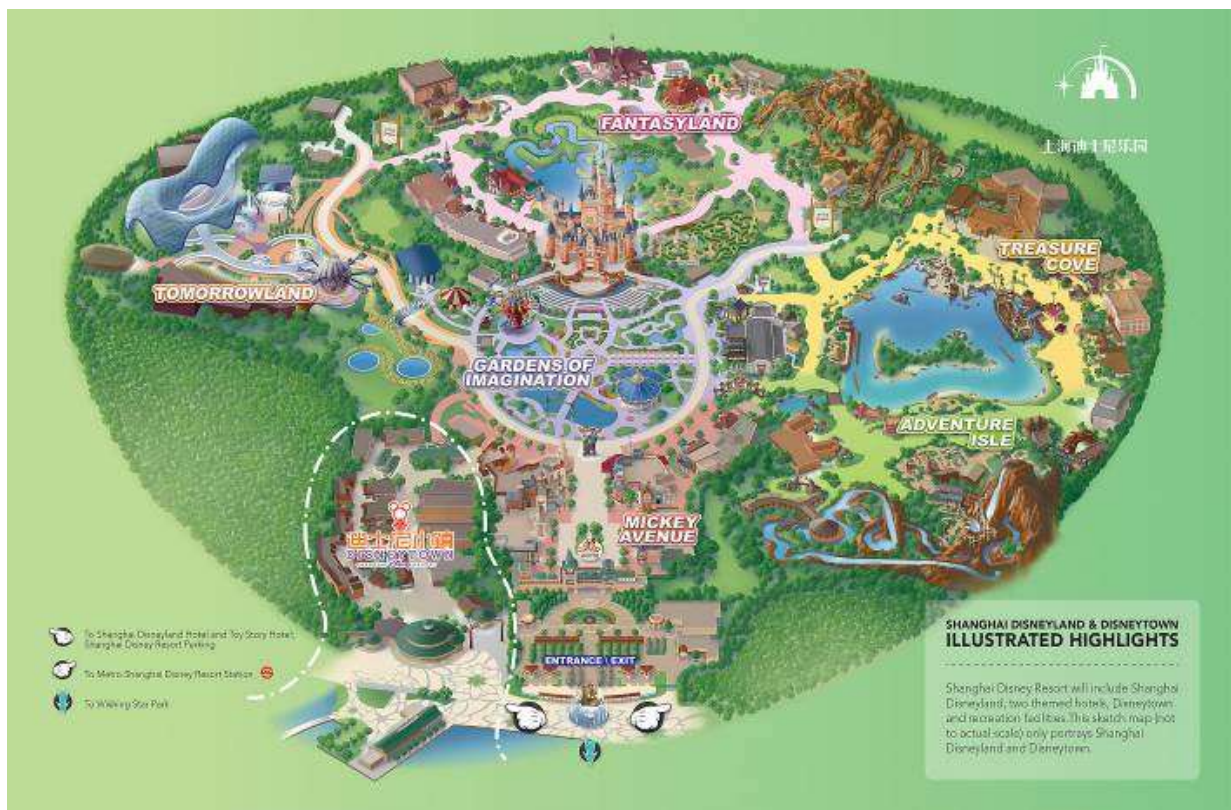 上海迪士尼乐园
FANTASYLAND
TREASURE
COVE
TOMORROWLAND
GARDENS OF
IMAGINATION
ADVENTURE
ISLE
MICKEY
AVENUE
迪士尼小镇
DISNEYTOWN
ENTRANCE \ EXIT
To Shanghai Disneyland Hotel and Toy Story Hotel,
Shanghai Disney Resort Parking
To Metro Shanghai Disney Resort Station
To Wishing Star Park
SHANGHAI DISNEYLAND & DISNEYTOWN
ILLUSTRATED HIGHLIGHTS
Shanghai Disney Resort will include Shanghai
Disneyland, two themed hotels, Disneytown
and recreation facilities. This sketch map (not
to actual scale) only portrays Shanghai
Disneyland and Disneytown.